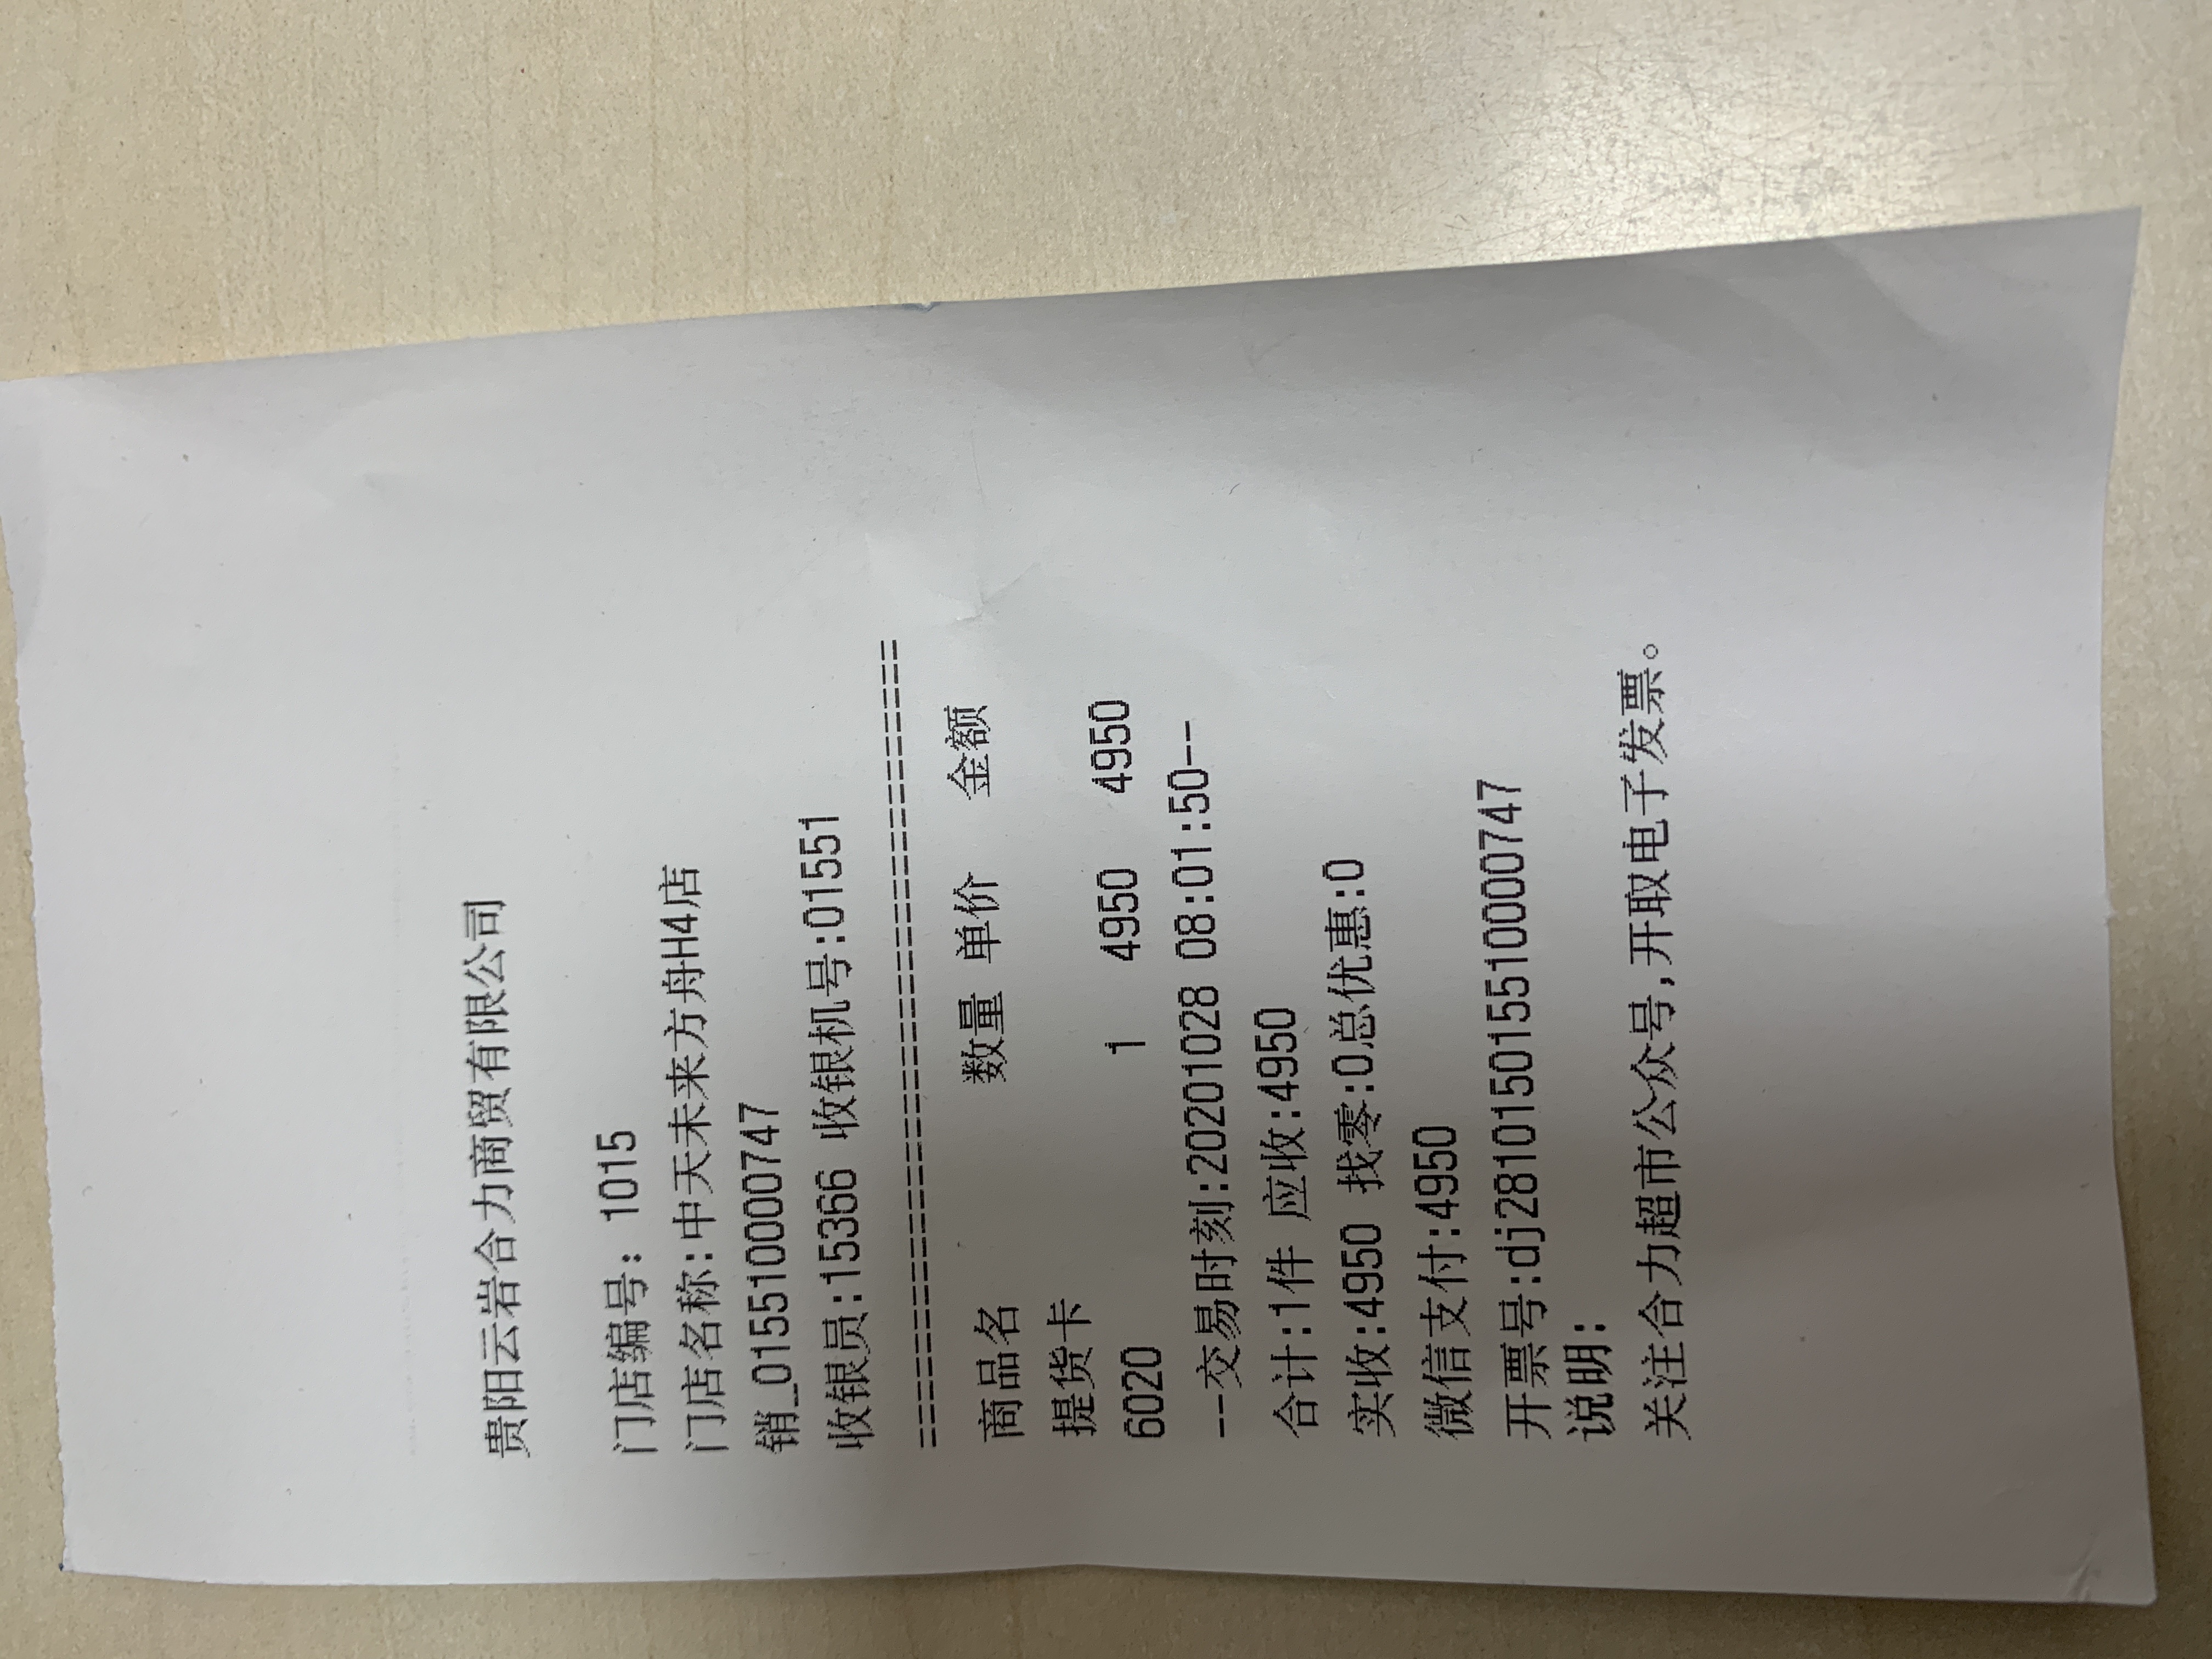 贵阳云岩合力商贸有限公司
门店编号: 1015
门店名称:中天未来方舟H4店
销_01551000747
收银员:15366 收银机号:01551
========================================
商品名 数量 单价 金额
提货卡
6020 1 4950 4950
--交易时刻:20201028 08:01:50--
合计:1件 应收:4950
实收:4950 找零:0总优惠:0
微信支付:4950
开票号:dj28101501551000747
说明:
关注合力超市公众号,开取电子发票。